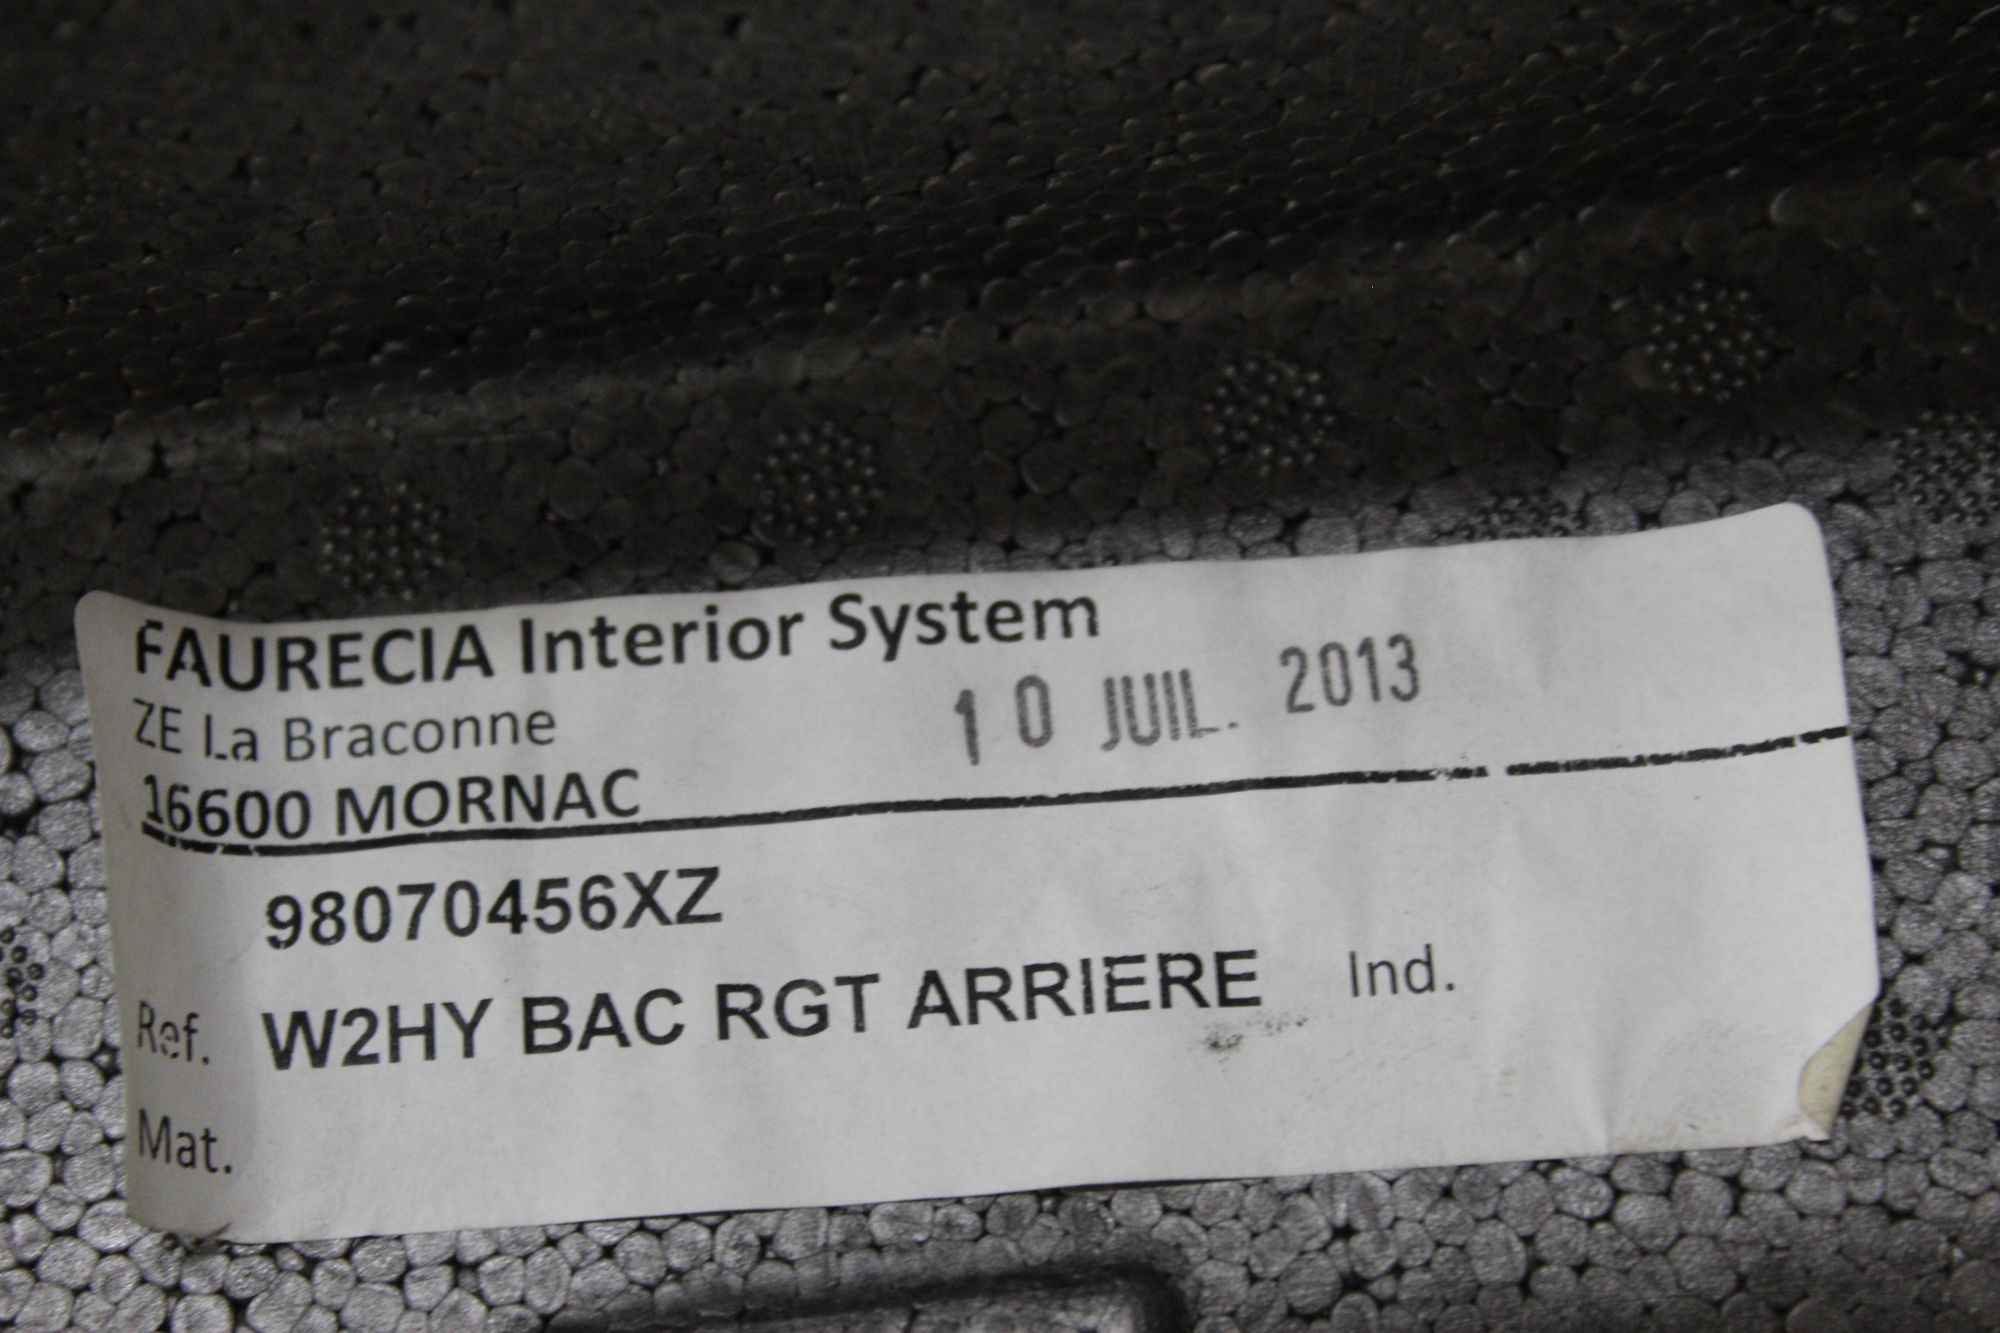 FAURECIA Interior System
ZE La Braconne
10 JUIL. 2013
16600 MORNAC
98070456XZ
Ref. W2HY BAC RGT ARRIERE Ind.
Mat.